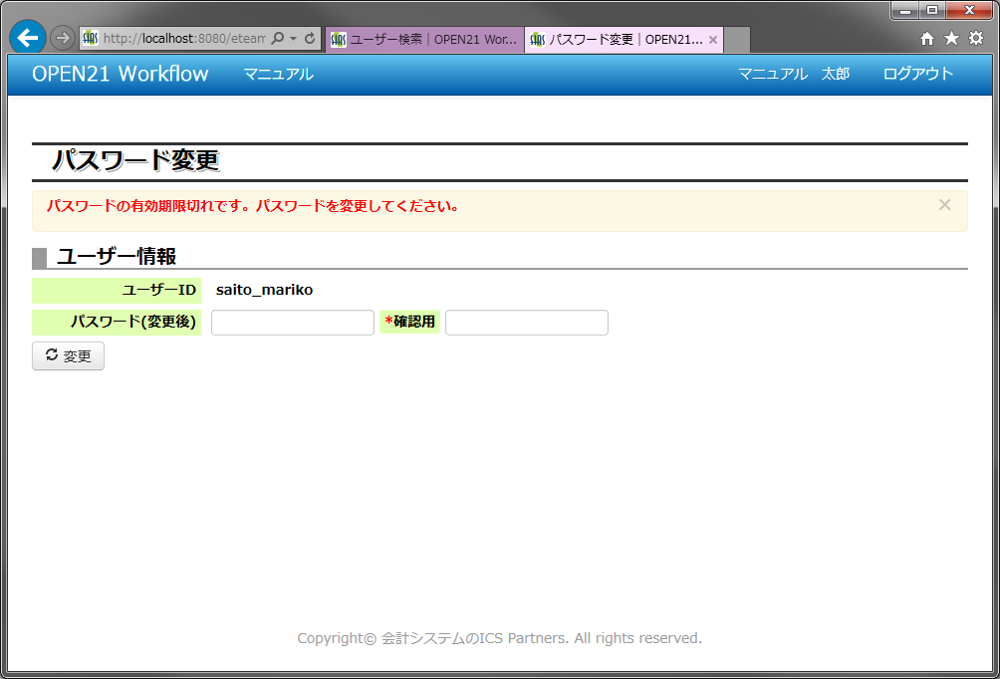 http://localhost:8080/eteam
ユーザー検索｜OPEN21 Wor...
パスワード変更｜OPEN21...
OPEN21 Workflow
マニュアル
マニュアル 太郎
ログアウト
パスワード変更
パスワードの有効期限切れです。パスワードを変更してください。
ユーザー情報
ユーザーID saito_mariko
パスワード(変更後) *確認用
変更
Copyright© 会計システムのICS Partners. All rights reserved.